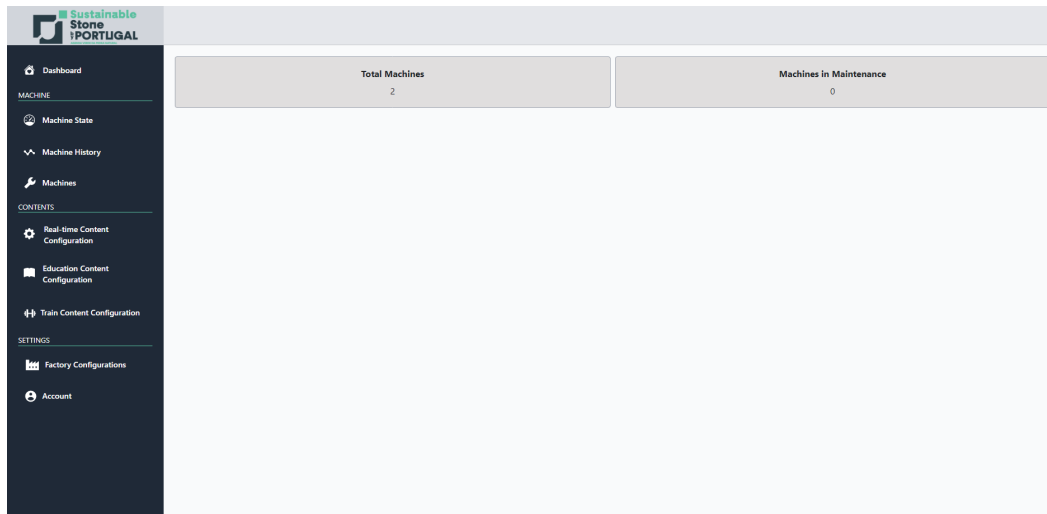 Sustainable
Stone
BY PORTUGAL
Dashboard
MACHINE
Machine State
Machine History
Machines
CONTENTS
Real-time Content
Configuration
Education Content
Configuration
Train Content Configuration
SETTINGS
Factory Configurations
Account
Total Machines
2
Machines in Maintenance
0